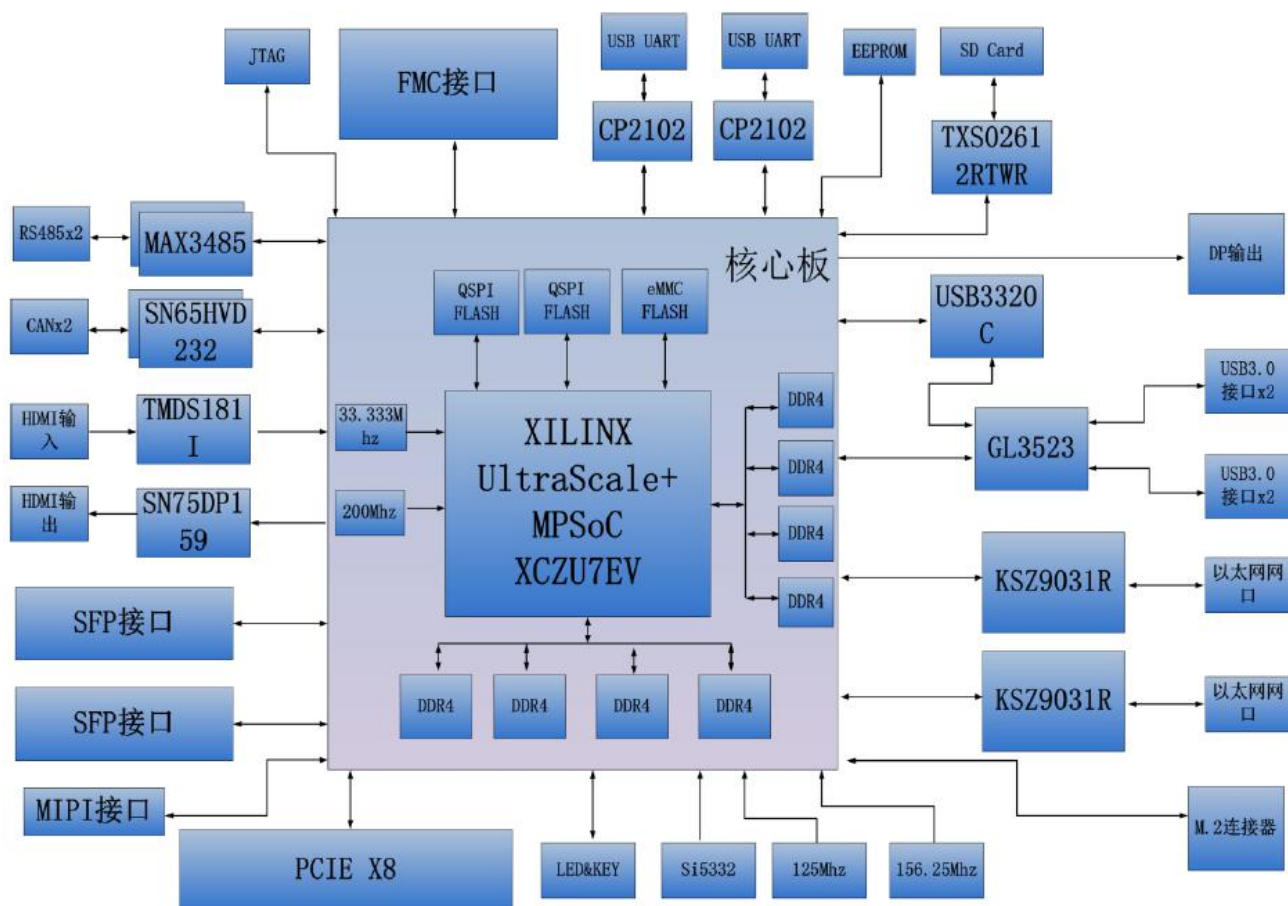 JTAG
FMC接口
USB UART
USB UART
EEPROM
SD Card
CP2102
CP2102
TXS0261
2RTWR
RS485x2
MAX3485
核心板
DP输出
QSPI
FLASH
QSPI
FLASH
eMMC
FLASH
USB3320
C
CANx2
SN65HVD
232
USB3.0
接口x2
HDMI输
入
TMDS181
I
33.333M
hz
XILINX
UltraScale+
MPSoC
XCZU7EV
DDR4
DDR4
DDR4
DDR4
GL3523
USB3.0
接口x2
HDMI输
出
SN75DP1
59
200Mhz
KSZ9031R
以太网网
口
SFP接口
KSZ9031R
以太网网
口
SFP接口
DDR4
DDR4
DDR4
DDR4
MIPI接口
M.2连接器
PCIE X8
LED&KEY
Si5332
125Mhz
156.25Mhz